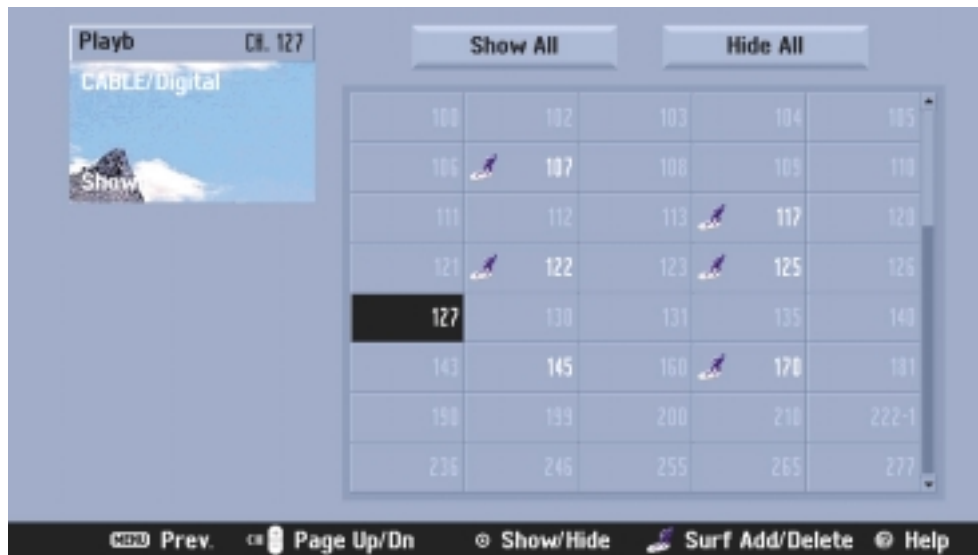 Playb CH. 127
CABLE/Digital
Show
Show All Hide All
100 102 103 104 105
106 107 108 109 110
111 112 113 117 120
121 122 123 125 126
127 130 131 135 140
143 145 160 170 181
190 199 200 210 222-1
236 246 255 265 277
MENU Prev. CH Page Up/Dn Show/Hide Surf Add/Delete ? Help